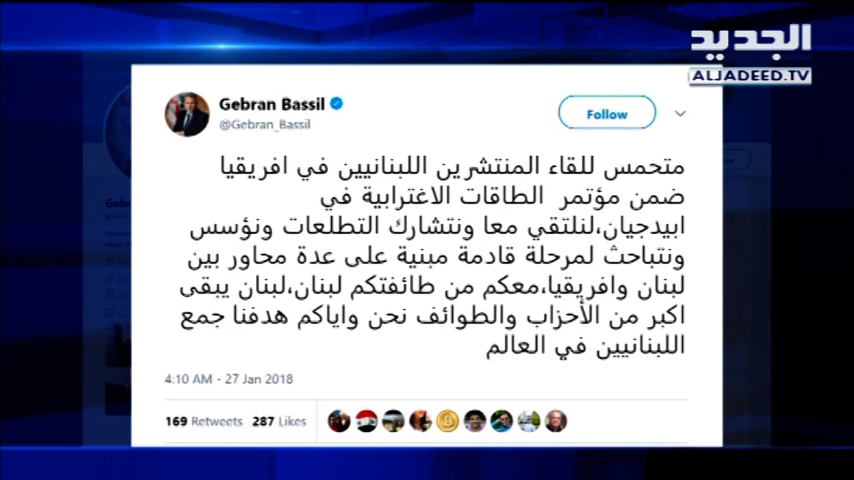 الجديد
ALJADEED.TV
Gebran Bassil
@Gebran_Bassil
Follow
متحمس للقاء المنتشرين اللبنانيين في افريقيا
ضمن مؤتمر الطاقات الاغترابية في
ابيدجيان،لنلتقي معا ونتشارك التطلعات ونؤسس
ونتباحث لمرحلة قادمة مبنية على عدة محاور بين
لبنان وافريقيا،معكم من طائفتكم لبنان،لبنان يبقى
اكبر من الأحزاب والطوائف نحن واياكم هدفنا جمع
اللبنانيين في العالم
4:10 AM - 27 Jan 2018
169 Retweets 287 Likes